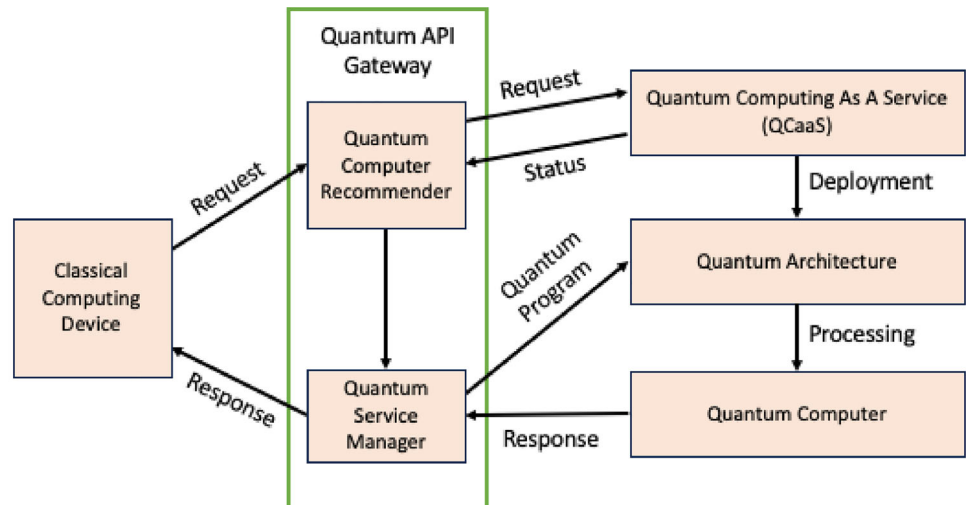 Quantum API
Gateway
Request
Quantum Computing As A Service
(QCaaS)
Quantum
Computer
Recommender
Status
Request
Deployment
Classical
Computing
Device
Quantum
Program
Quantum Architecture
Processing
Response
Quantum
Service
Manager
Response
Quantum Computer